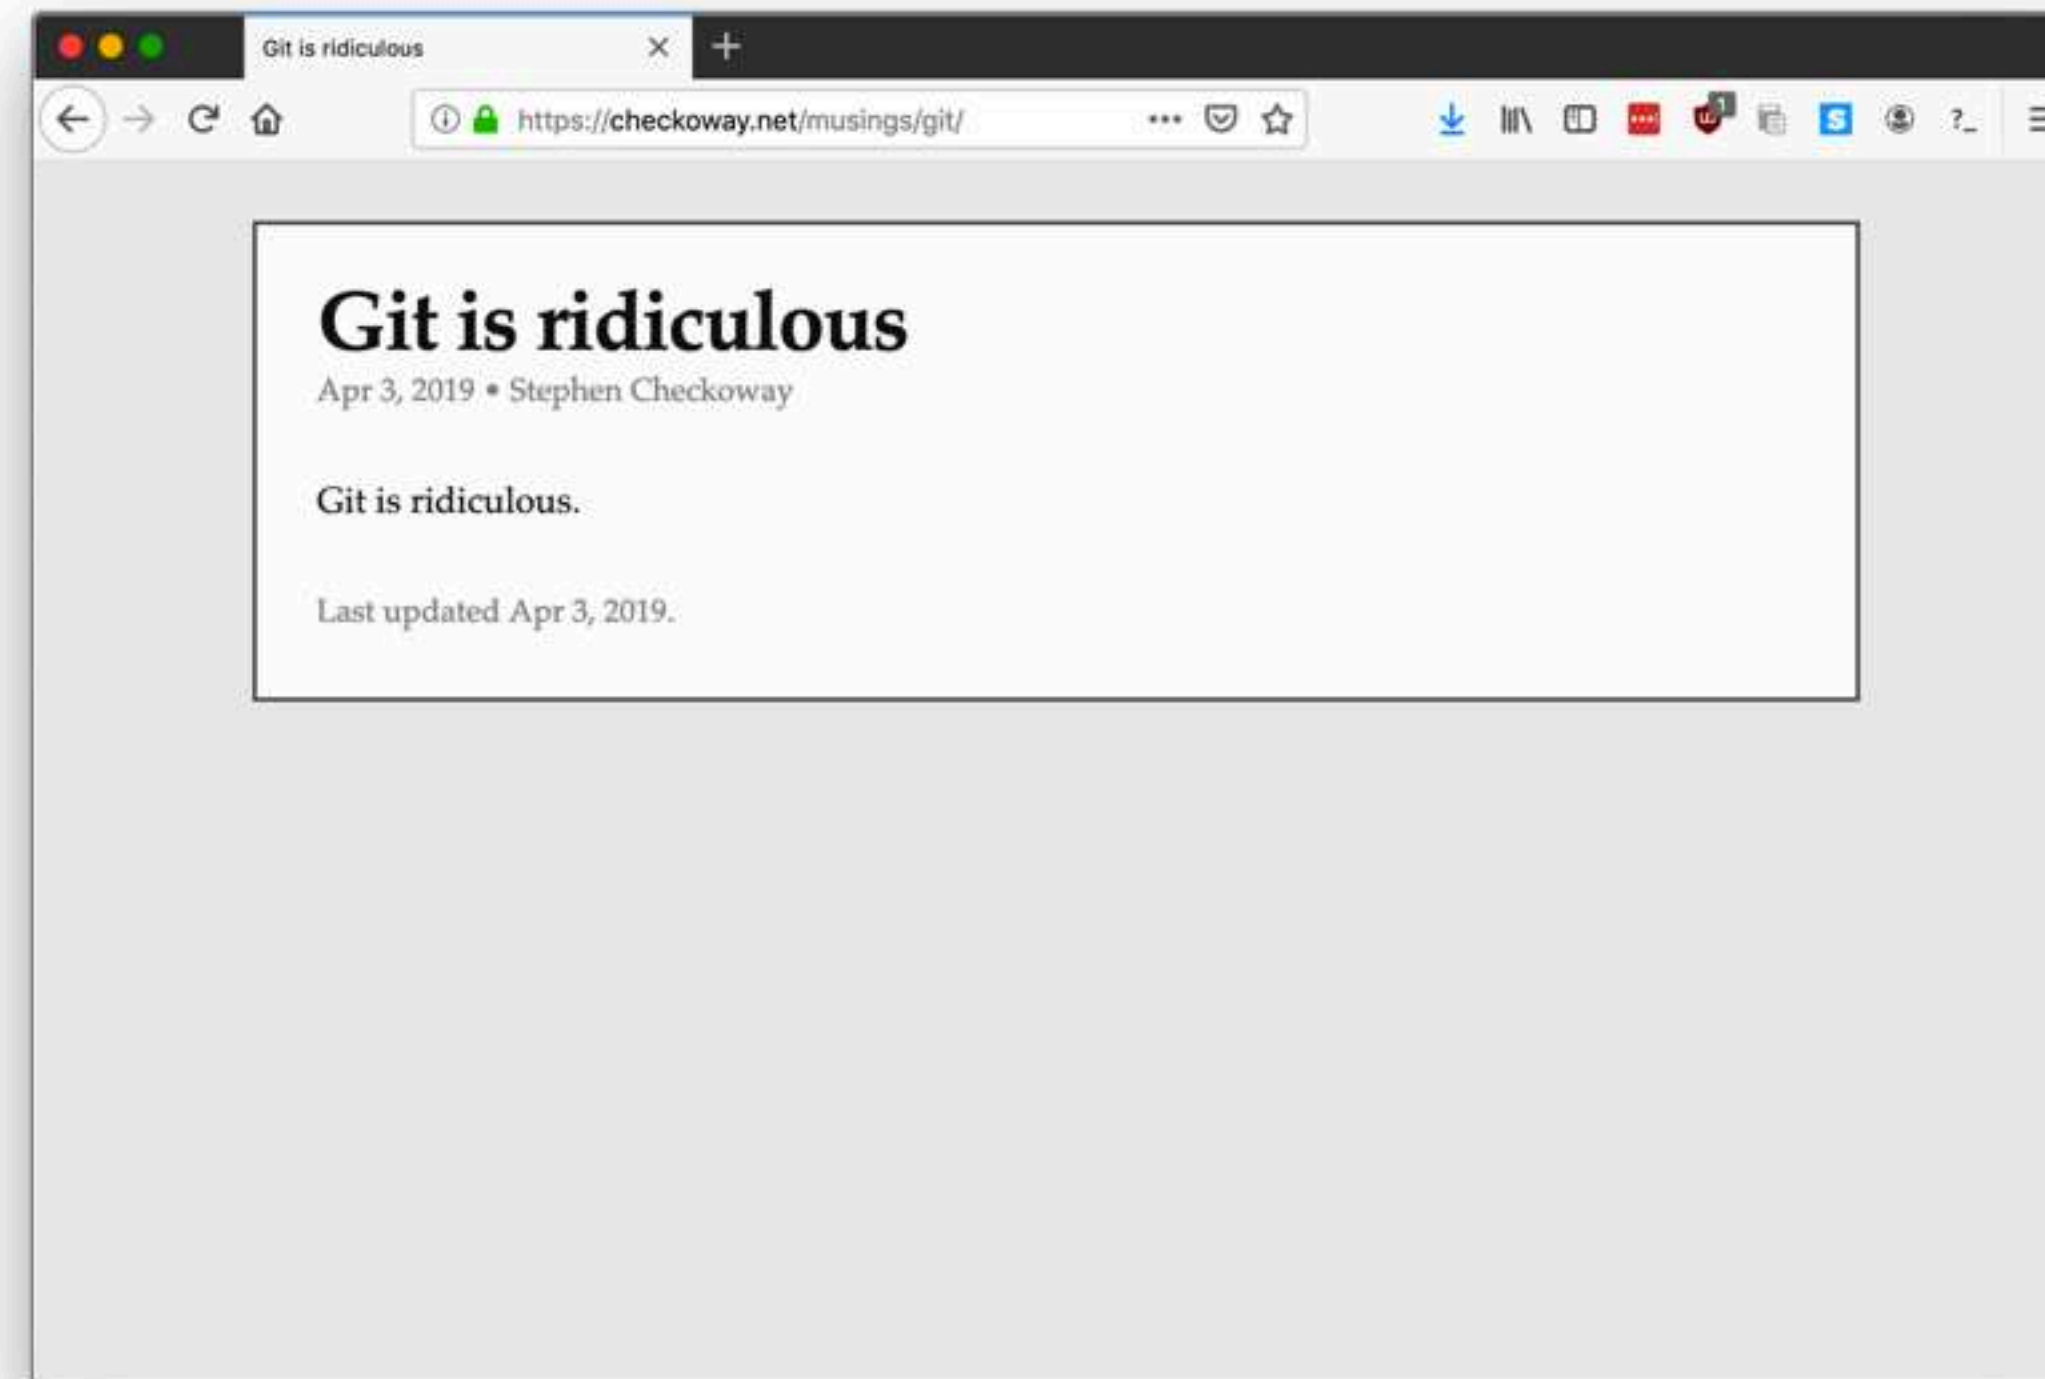 Git is ridiculous
https://checkoway.net/musings/git/
1
S
?_
Git is ridiculous
Apr 3, 2019 • Stephen Checkoway
Git is ridiculous.
Last updated Apr 3, 2019.